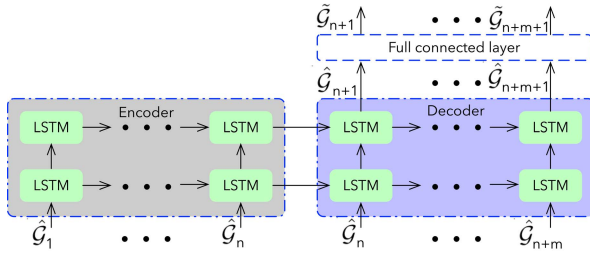 G̃n+1 • • • G̃n+m+1
Full connected layer
Ĝn+1 • • • Ĝn+m+1
Encoder Decoder
LSTM • • • LSTM LSTM • • • LSTM
LSTM • • • LSTM LSTM • • • LSTM
Ĝ1 • • • Ĝn Ĝn • • • Ĝn+m